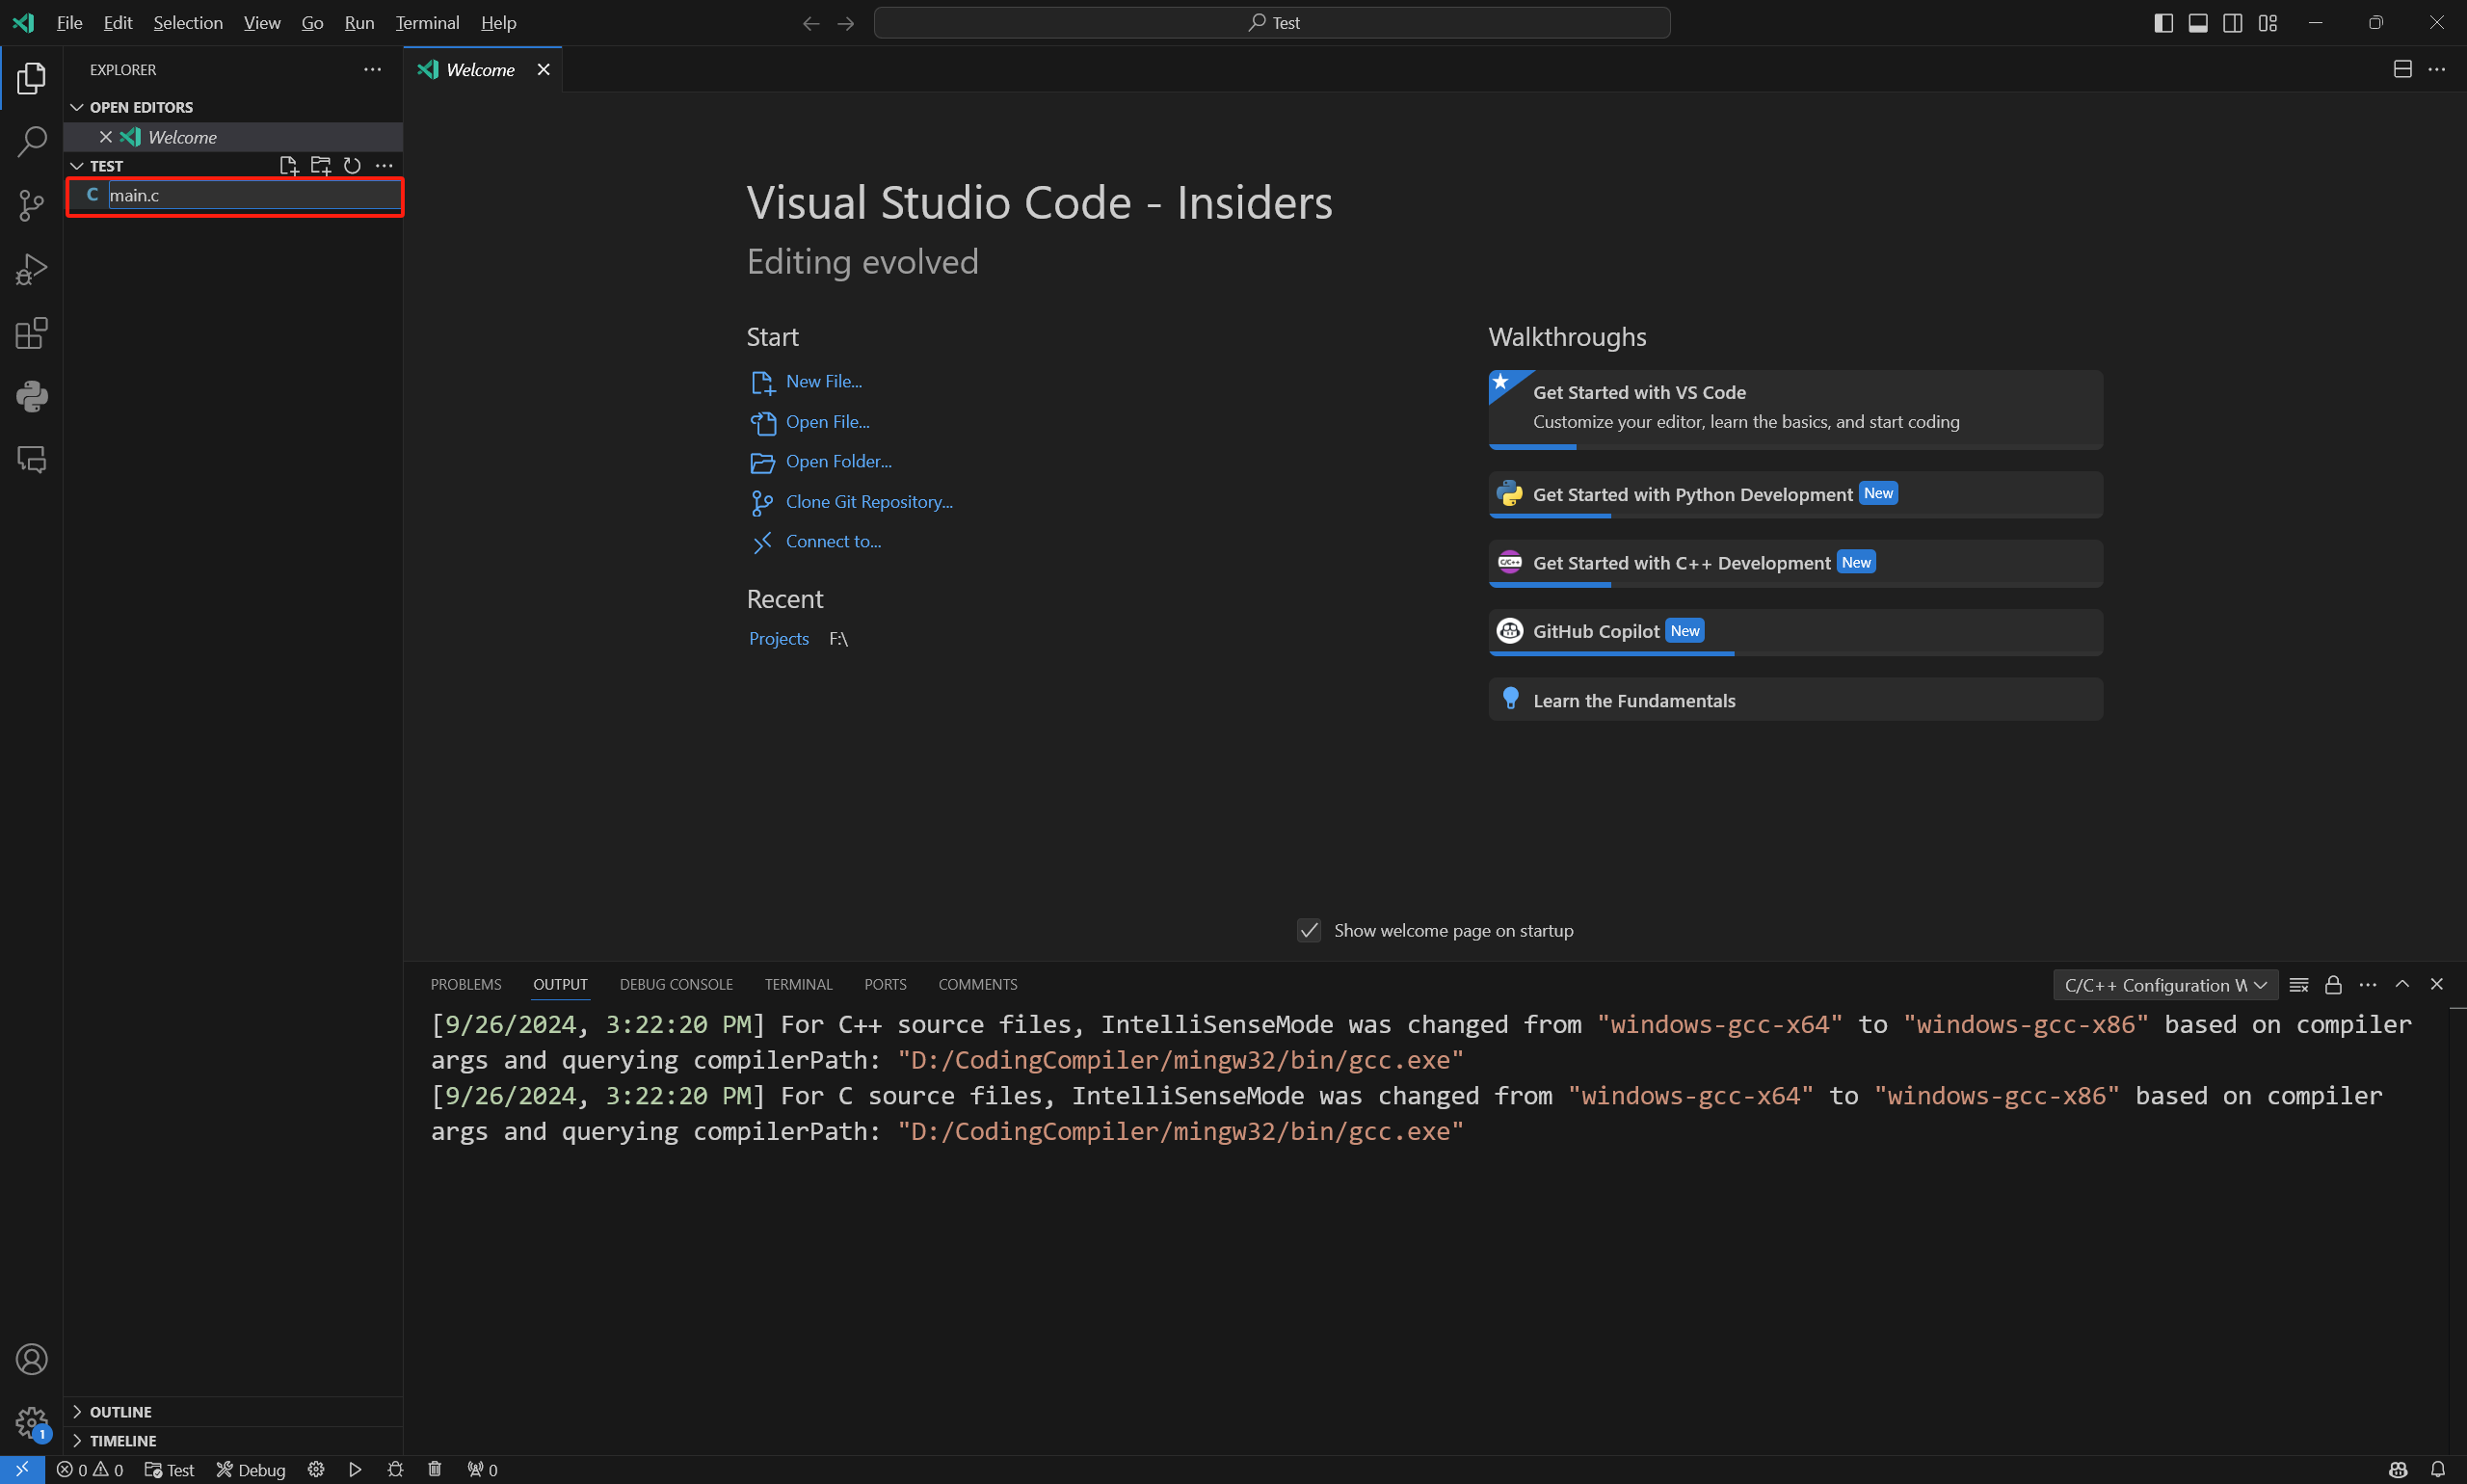 File Edit Selection View Go Run Terminal Help
Test
EXPLORER
OPEN EDITORS
Welcome
TEST
C main.c
Welcome
Visual Studio Code - Insiders
Editing evolved
Start
New File...
Open File...
Open Folder...
Clone Git Repository...
Connect to...
Recent
Projects F:\
Walkthroughs
Get Started with VS Code
Customize your editor, learn the basics, and start coding
Get Started with Python Development New
C/C++ Get Started with C++ Development New
GitHub Copilot New
Learn the Fundamentals
Show welcome page on startup
PROBLEMS OUTPUT DEBUG CONSOLE TERMINAL PORTS COMMENTS
C/C++ Configuration W
[9/26/2024, 3:22:20 PM] For C++ source files, IntelliSenseMode was changed from "windows-gcc-x64" to "windows-gcc-x86" based on compiler
args and querying compilerPath: "D:/CodingCompiler/mingw32/bin/gcc.exe"
[9/26/2024, 3:22:20 PM] For C source files, IntelliSenseMode was changed from "windows-gcc-x64" to "windows-gcc-x86" based on compiler
args and querying compilerPath: "D:/CodingCompiler/mingw32/bin/gcc.exe"
OUTLINE
1
TIMELINE
0 0 Test Debug 0